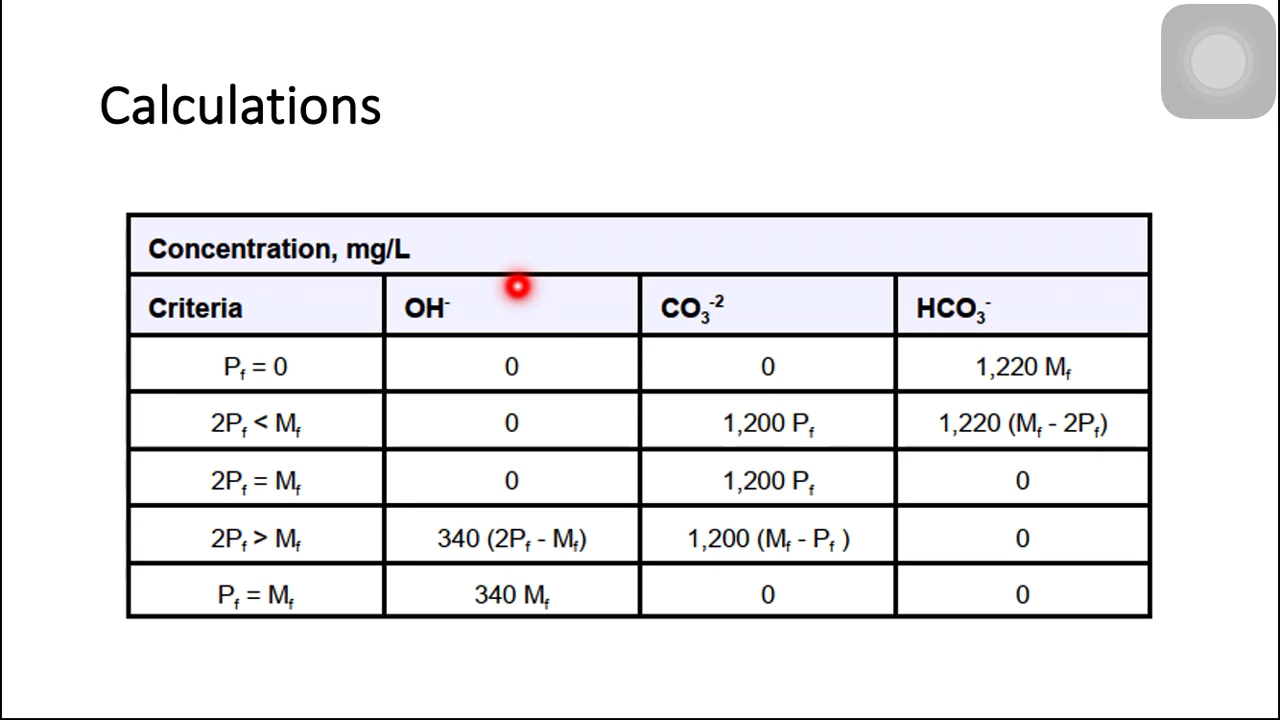 Calculations
Concentration, mg/L
Criteria OH⁻ CO₃⁻² HCO₃⁻
P_f = 0 0 0 1,220 M_f
2P_f < M_f 0 1,200 P_f 1,220 (M_f - 2P_f)
2P_f = M_f 0 1,200 P_f 0
2P_f > M_f 340 (2P_f - M_f) 1,200 (M_f - P_f ) 0
P_f = M_f 340 M_f 0 0